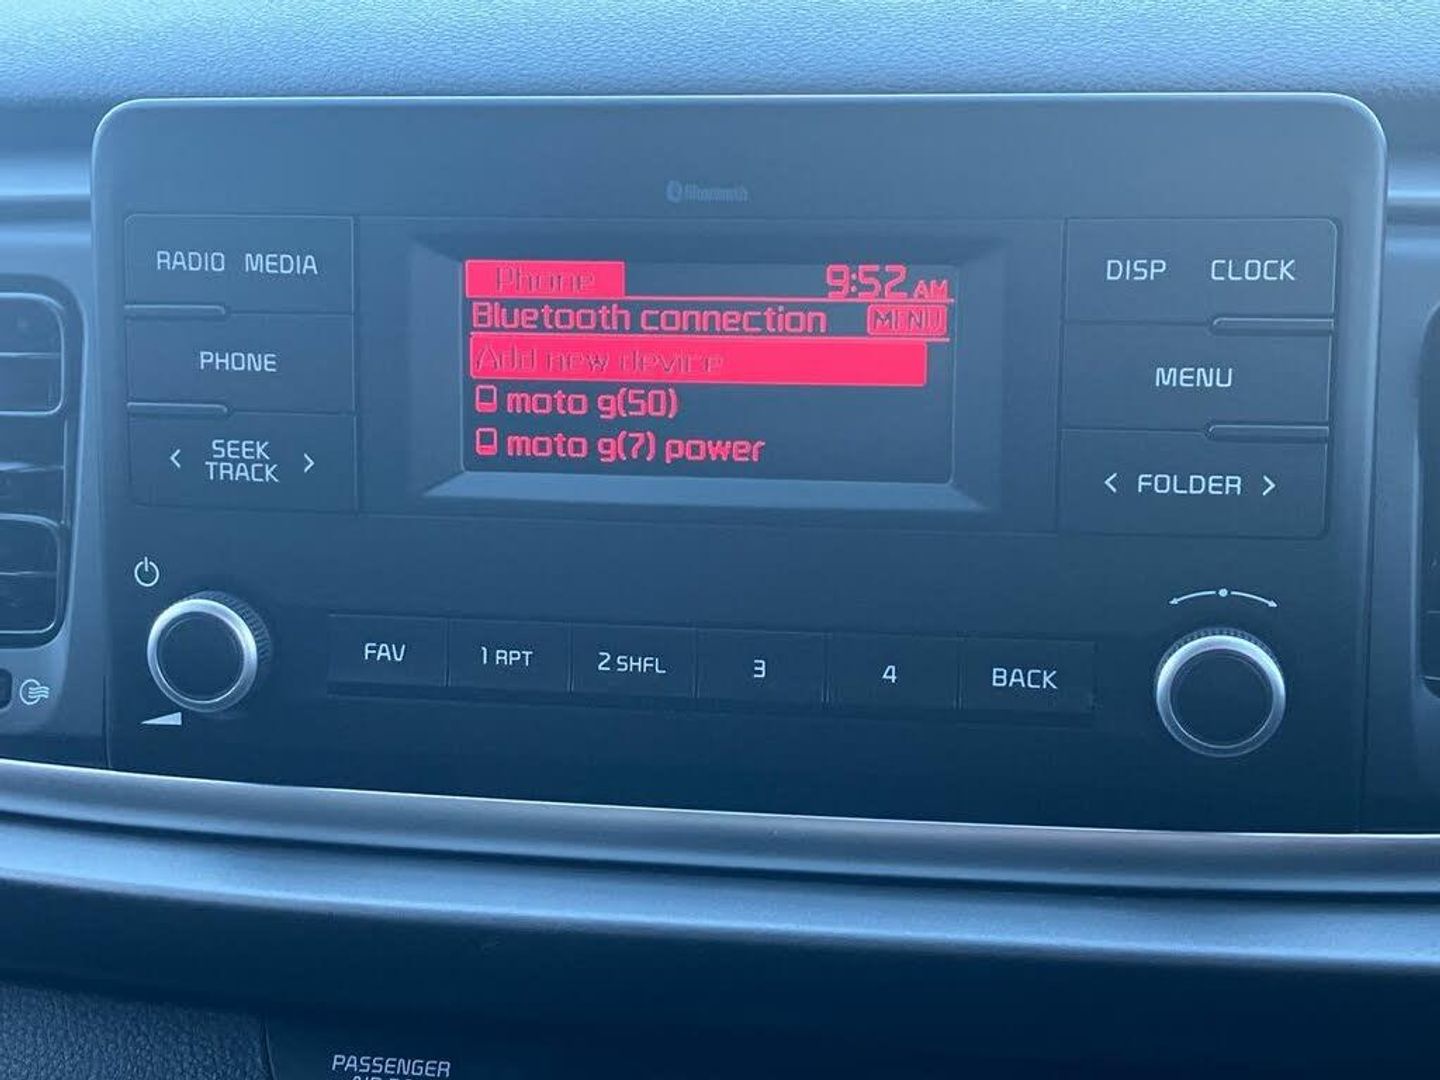 Bluetooth
RADIO MEDIA
PHONE
< SEEK TRACK >
Phone 9:52 AM
Bluetooth connection MENU
Add new device
moto g(50)
moto g(7) power
DISP CLOCK
MENU
< FOLDER >
FAV 1 RPT 2 SHFL 3 4 BACK
PASSENGER